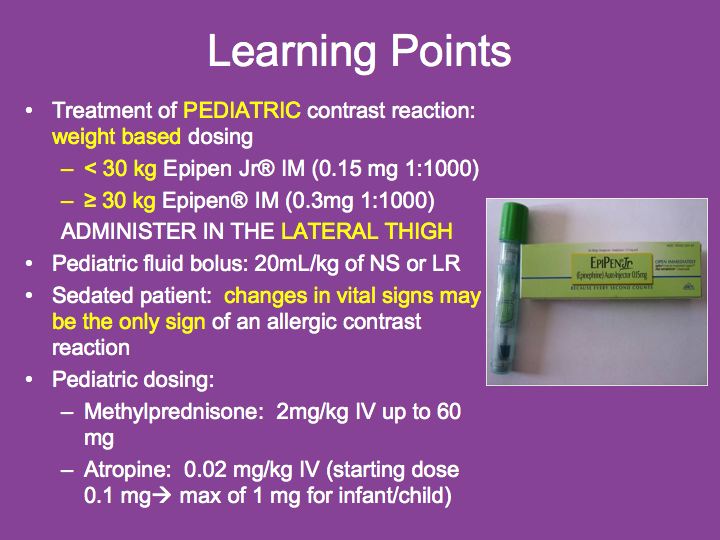 Learning Points
• Treatment of PEDIATRIC contrast reaction:
weight based dosing
– < 30 kg Epipen Jr® IM (0.15 mg 1:1000)
– ≥ 30 kg Epipen® IM (0.3mg 1:1000)
ADMINISTER IN THE LATERAL THIGH
• Pediatric fluid bolus: 20mL/kg of NS or LR
• Sedated patient:  changes in vital signs may
be the only sign of an allergic contrast
reaction
• Pediatric dosing:
– Methylprednisone:  2mg/kg IV up to 60
mg
– Atropine:  0.02 mg/kg IV (starting dose
0.1 mg→ max of 1 mg for infant/child)
EPIPEN Jr.
(Epinephrine) Auto-Injector 0.15mg
BECAUSE EVERY SECOND COUNTS
OPEN IMMEDIATELY